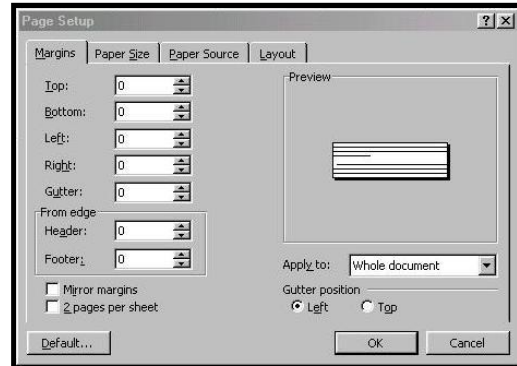 Page Setup
Margins Paper Size Paper Source Layout
Top: 0
Bottom: 0
Left: 0
Right: 0
Gutter: 0
From edge
Header: 0
Footer: 0
Mirror margins
2 pages per sheet
Preview
Apply to: Whole document
Gutter position
Left Top
Default... OK Cancel